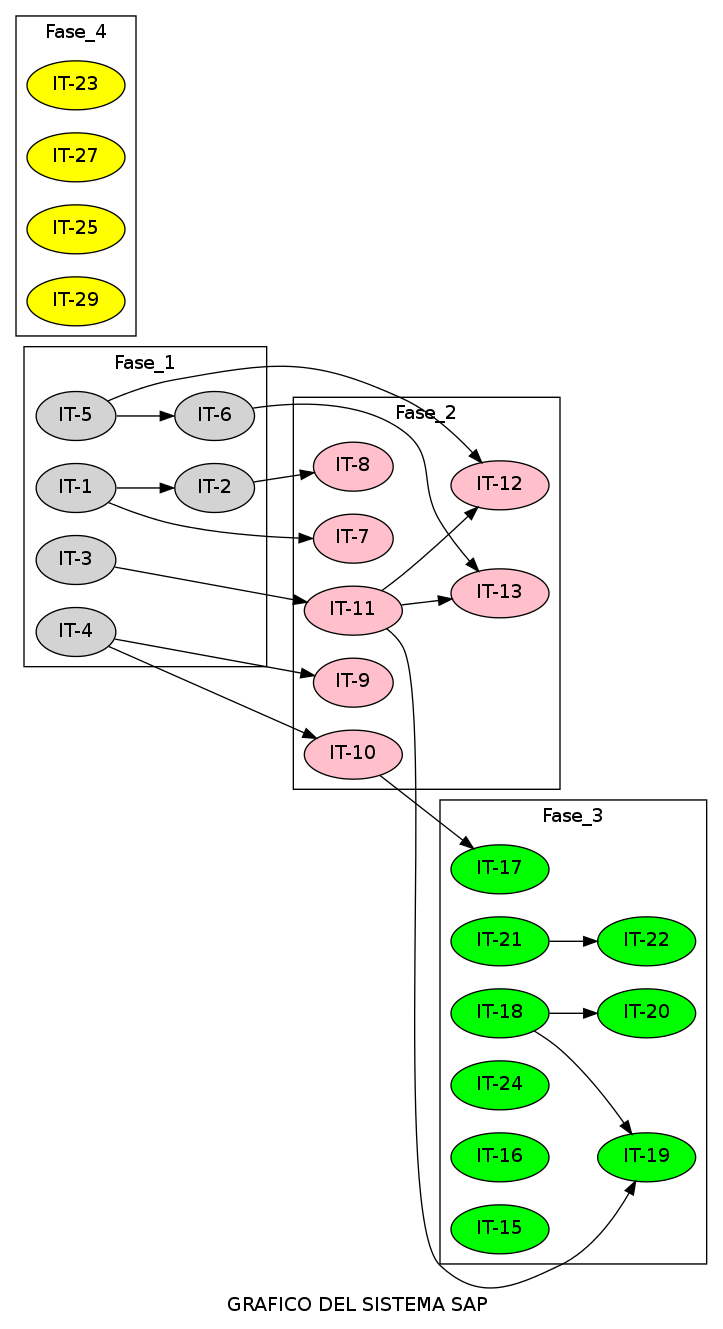 Fase_4
IT-23
IT-27
IT-25
IT-29
Fase_1
IT-5
IT-6
IT-1
IT-2
IT-3
IT-4
Fase_2
IT-8
IT-12
IT-7
IT-11
IT-13
IT-9
IT-10
Fase_3
IT-17
IT-21
IT-22
IT-18
IT-20
IT-24
IT-16
IT-19
IT-15
GRAFICO DEL SISTEMA SAP